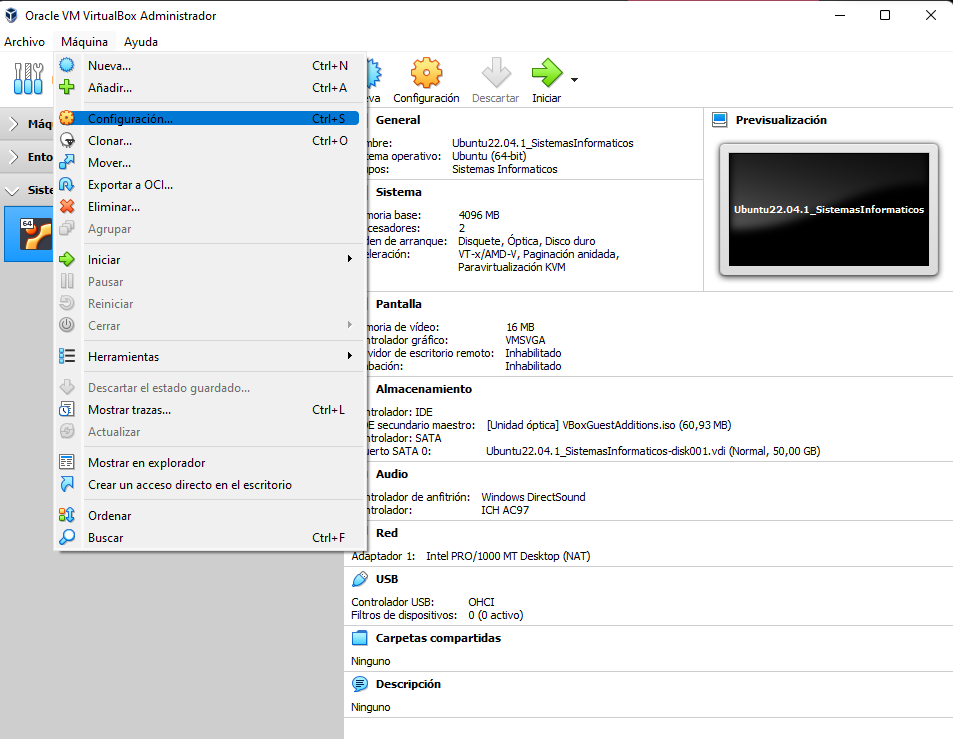 Oracle VM VirtualBox Administrador
Archivo Máquina Ayuda
Nueva... Ctrl+N
Añadir... Ctrl+A
Configuración... Ctrl+S
Clonar... Ctrl+O
Mover...
Exportar a OCI...
Eliminar...
Agrupar
Iniciar
Pausar
Reiniciar
Cerrar
Herramientas
Descartar el estado guardado...
Mostrar trazas... Ctrl+L
Actualizar
Mostrar en explorador
Crear un acceso directo en el escritorio
Ordenar
Buscar Ctrl+F
Máq
Ento
Siste
64
eva Configuración Descartar Iniciar
General
mbre: Ubuntu22.04.1_SistemasInformaticos
tema operativo: Ubuntu (64-bit)
upos: Sistemas Informaticos
Sistema
moria base: 4096 MB
cesadores: 2
den de arranque: Disquete, Óptica, Disco duro
eleración: VT-x/AMD-V, Paginación anidada,
Paravirtualización KVM
Previsualización
Ubuntu22.04.1_SistemasInformaticos
Pantalla
moria de vídeo: 16 MB
ntrolador gráfico: VMSVGA
vidor de escritorio remoto: Inhabilitado
bación: Inhabilitado
Almacenamiento
ntrolador: IDE
DE secundario maestro: [Unidad óptica] VBoxGuestAdditions.iso (60,93 MB)
ntrolador: SATA
uerto SATA 0: Ubuntu22.04.1_SistemasInformaticos-disk001.vdi (Normal, 50,00 GB)
Audio
ntrolador de anfitrión: Windows DirectSound
ntrolador: ICH AC97
Red
Adaptador 1: Intel PRO/1000 MT Desktop (NAT)
USB
Controlador USB: OHCI
Filtros de dispositivos: 0 (0 activo)
Carpetas compartidas
Ninguno
Descripción
Ninguno